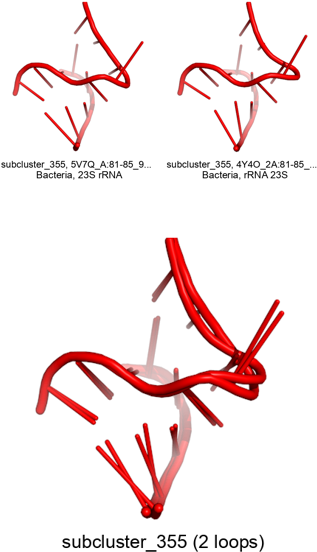 subcluster_355, 5V7Q_A:81-85_9...
Bacteria, 23S rRNA
subcluster_355, 4Y4O_2A:81-85_...
Bacteria, rRNA 23S
subcluster_355 (2 loops)